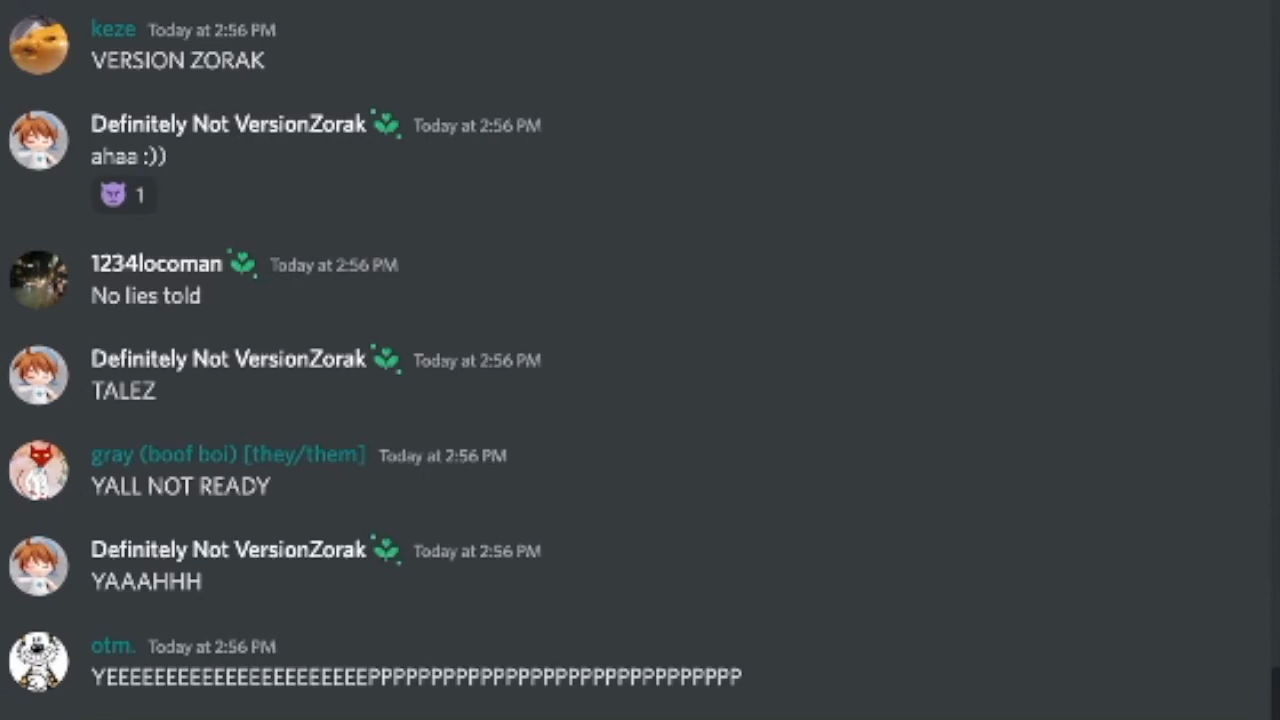 keze Today at 2:56 PM
VERSION ZORAK
Definitely Not VersionZorak Today at 2:56 PM
ahaa :))
1
1234locoman Today at 2:56 PM
No lies told
Definitely Not VersionZorak Today at 2:56 PM
TALEZ
gray (boof boi) [they/them] Today at 2:56 PM
YALL NOT READY
Definitely Not VersionZorak Today at 2:56 PM
YAAAHHH
otm. Today at 2:56 PM
YEEEEEEEEEEEEEEEEEEEEEEPPPPPPPPPPPPPPPPPPPPPPPPPPPPPP